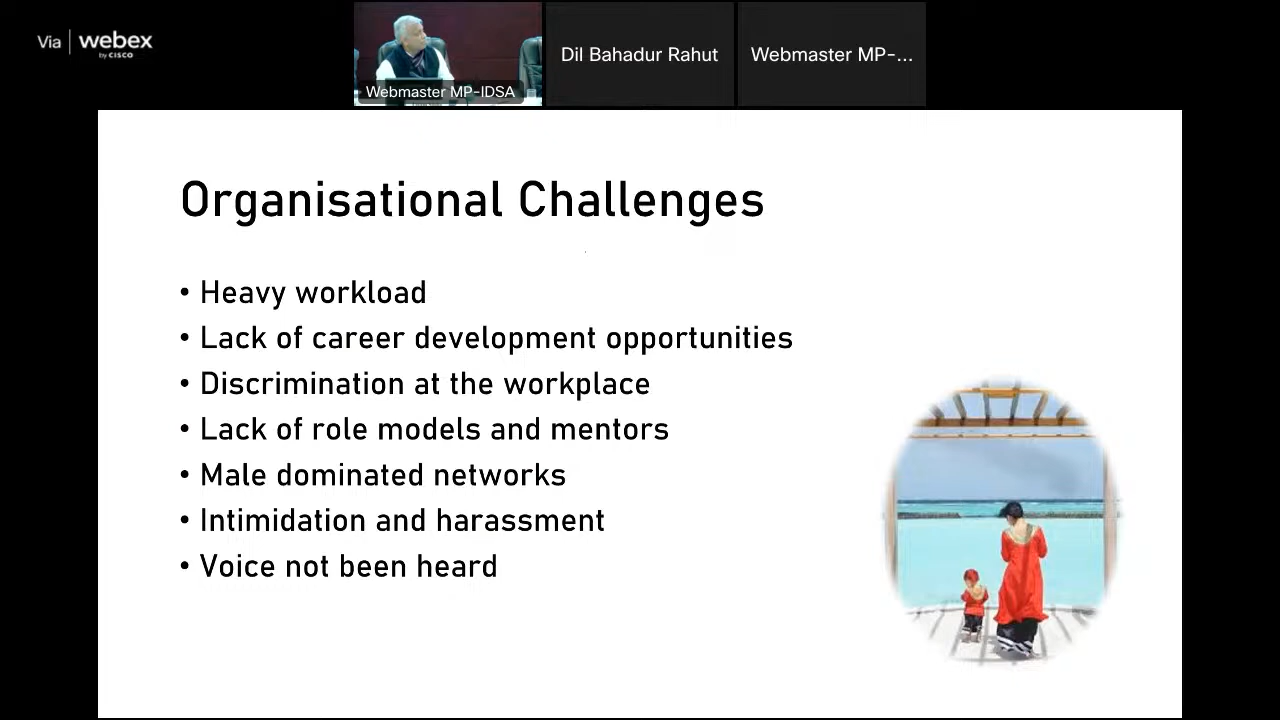 Via webex
by CISCO
Webmaster MP-IDSA
Dil Bahadur Rahut
Webmaster MP-...
Organisational Challenges
• Heavy workload
• Lack of career development opportunities
• Discrimination at the workplace
• Lack of role models and mentors
• Male dominated networks
• Intimidation and harassment
• Voice not been heard